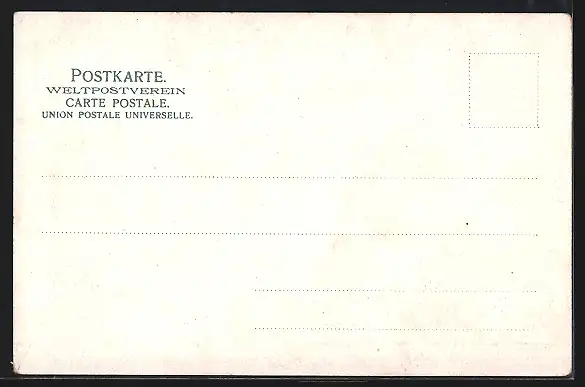 POSTKARTE.
WELTPOSTVEREIN
CARTE POSTALE.
UNION POSTALE UNIVERSELLE.